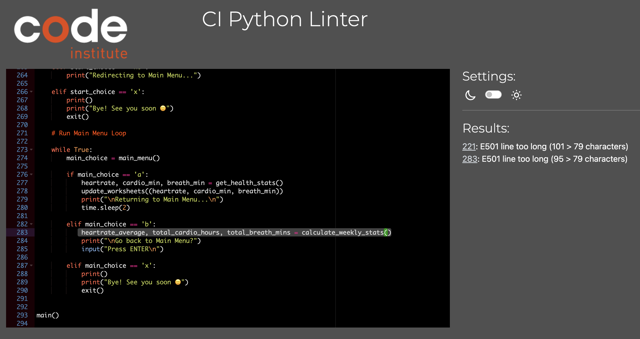 code
institute
CI Python Linter
264 print("Redirecting to Main Menu...")
265
266 elif start_choice == 'x':
267 print()
268 print("Bye! See you soon 😊")
269 exit()
270
271 # Run Main Menu Loop
272
273 while True:
274 main_choice = main_menu()
275
276 if main_choice == 'a':
277 heartrate, cardio_min, breath_min = get_health_stats()
278 update_worksheets((heartrate, cardio_min, breath_min))
279 print("\nReturning to Main Menu...\n")
280 time.sleep(2)
281
282 elif main_choice == 'b':
283 heartrate_average, total_cardio_hours, total_breath_mins = calculate_weekly_stats()
284 print("\nGo back to Main Menu?")
285 input("Press ENTER\n")
286
287 elif main_choice == 'x':
288 print()
289 print("Bye! See you soon 😊")
290 exit()
291
292
293 main()
294
Settings:
Results:
221: E501 line too long (101 > 79 characters)
283: E501 line too long (95 > 79 characters)